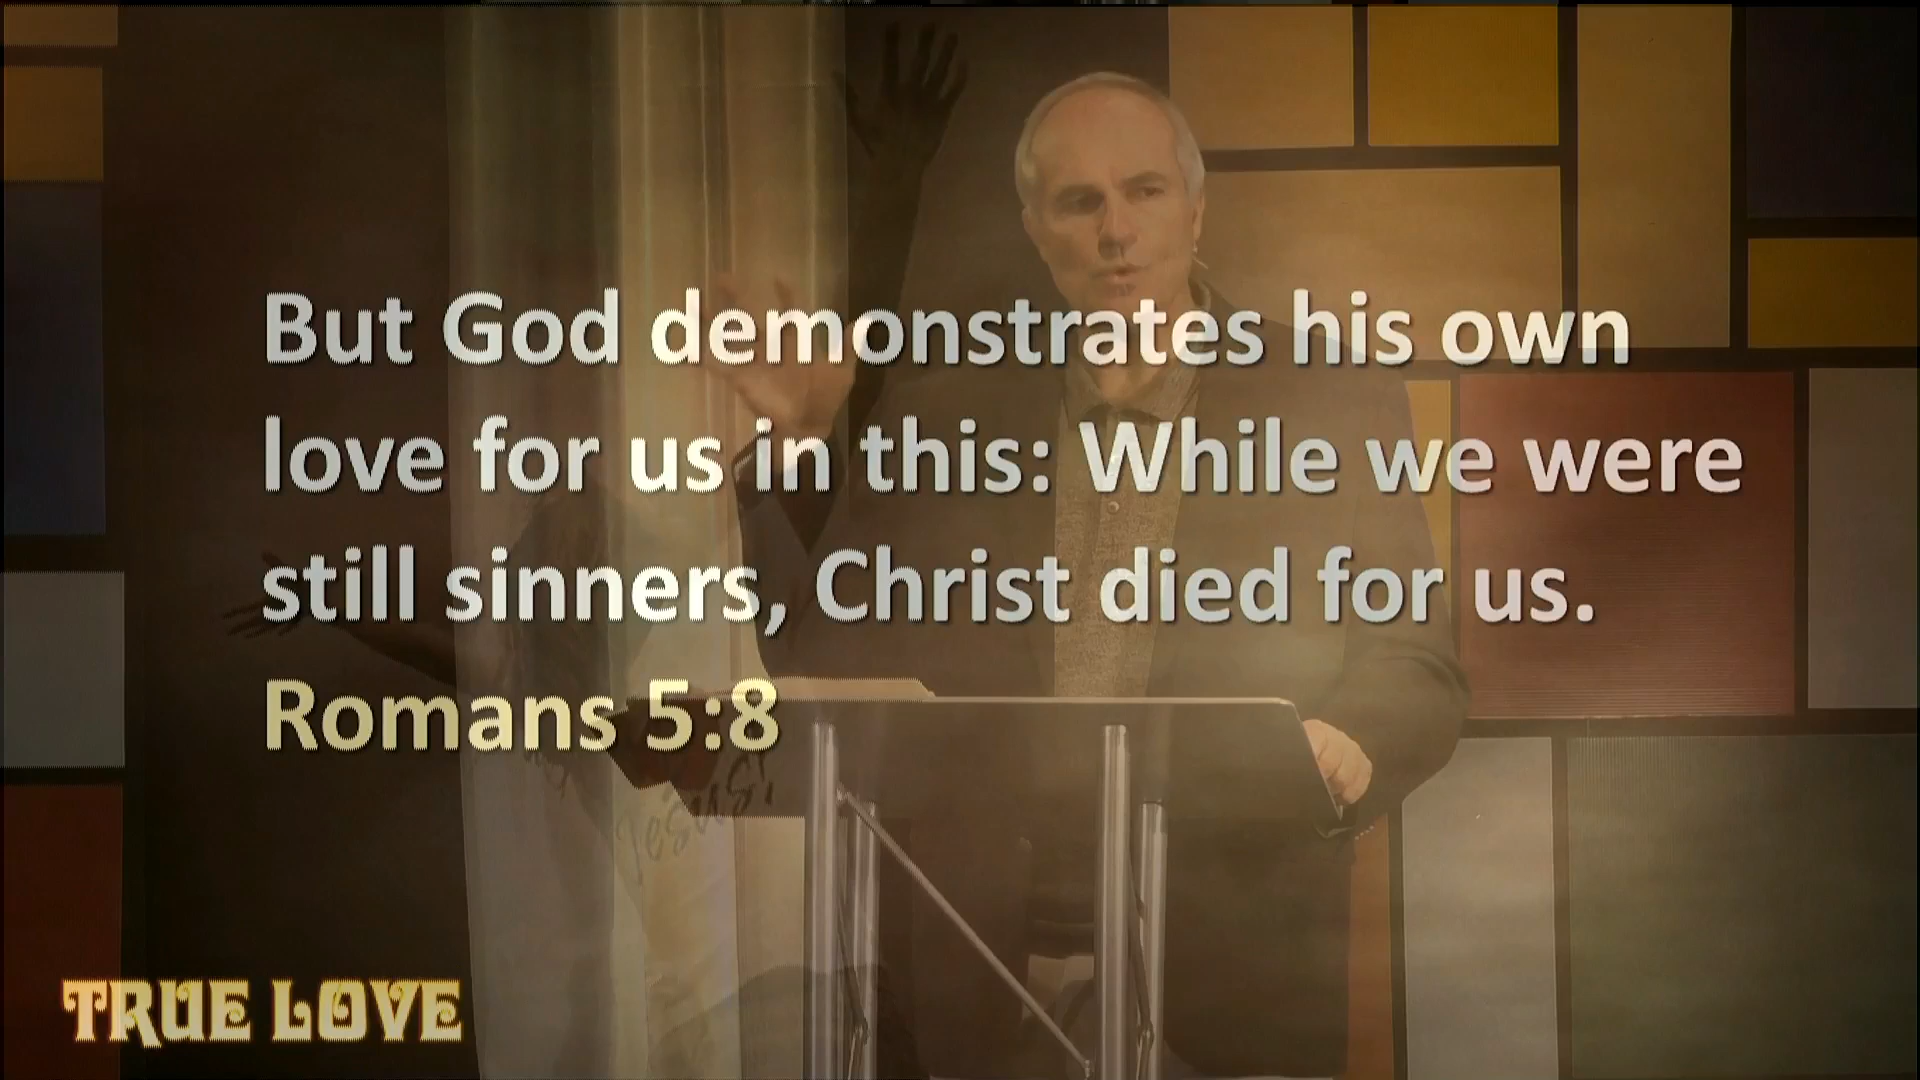 But God demonstrates his own
love for us in this: While we were
still sinners, Christ died for us.
Romans 5:8
Jesus!
TRUE LOVE